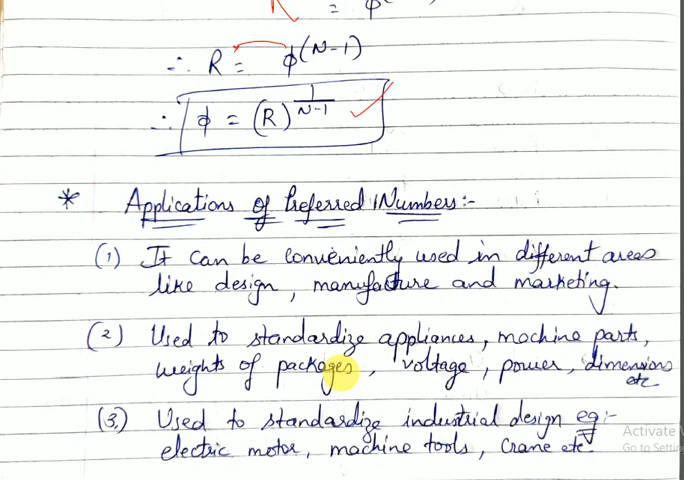 R = ϕ
∴ R = ϕ^(N-1)
∴ ϕ = (R)^(1/(N-1)) ✓
* Applications of Preferred Numbers:-
(1) It can be conveniently used in different areas
like design, manufacture and marketing.
(2) Used to standardize appliances, machine parts,
weights of packages, voltage, power, dimensions
etc
(3.) Used to standardize industrial design eg:-
electric motor, machine tools, crane etc.
Activate
Go to Settin